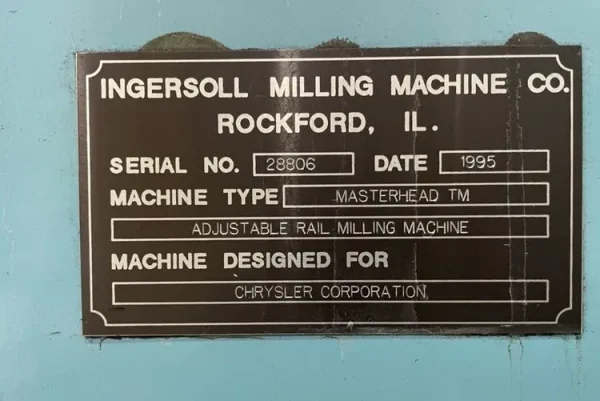 INGERSOLL MILLING MACHINE CO.
ROCKFORD, IL.
SERIAL NO. 28806 DATE 1995
MACHINE TYPE MASTERHEAD TM
ADJUSTABLE RAIL MILLING MACHINE
MACHINE DESIGNED FOR
CHRYSLER CORPORATION